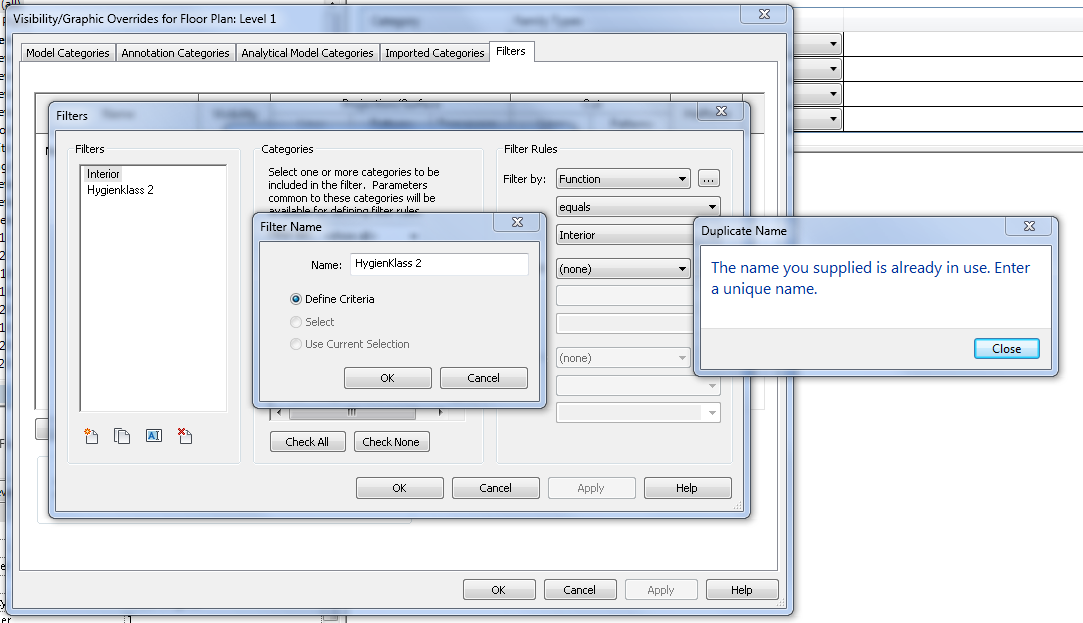 Visibility/Graphic Overrides for Floor Plan: Level 1
Category
Family Types
Model Categories
Annotation Categories
Analytical Model Categories
Imported Categories
Filters
Filters
Filters
Interior
Hygienklass 2
Categories
Select one or more categories to be
included in the filter. Parameters
common to these categories will be
available for defining filter rules.
Check All
Check None
Filter Rules
Filter by:
Function
...
equals
Interior
(none)
(none)
Filter Name
Name:
HygienKlass 2
Define Criteria
Select
Use Current Selection
OK
Cancel
Duplicate Name
The name you supplied is already in use. Enter
a unique name.
Close
OK
Cancel
Apply
Help
OK
Cancel
Apply
Help